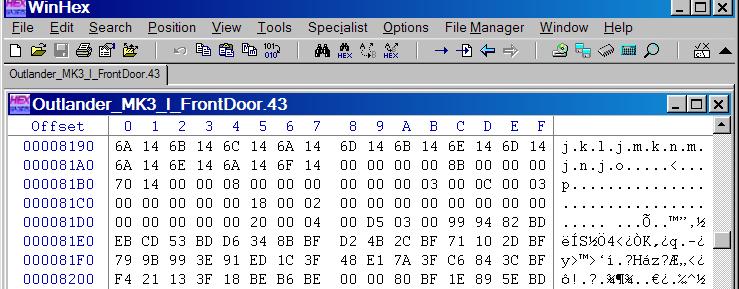 WinHex
File Edit Search Position View Tools Specialist Options File Manager Window Help
Outlander_MK3_l_FrontDoor.43
Outlander_MK3_l_FrontDoor.43
Offset 0 1 2 3 4 5 6 7 8 9 A B C D E F
00008190 6A 14 6B 14 6C 14 6A 14 6D 14 6B 14 6E 14 6D 14 j.k.l.j.m.k.n.m.
000081A0 6A 14 6E 14 6A 14 6F 14 00 00 00 00 8B 00 00 00 j.n.j.o.....<...
000081B0 70 14 00 00 08 00 00 00 00 00 00 03 00 0C 00 03 p...............
000081C0 00 00 00 00 00 18 00 02 00 00 00 00 00 00 00 00 ................
000081D0 00 00 00 00 00 20 00 04 00 D5 03 00 99 94 82 BD ..... ...Õ..™”‚½
000081E0 EB CD 53 BD D6 34 8B BF D2 4B 2C BF 71 10 2D BF ëÍS½Ö4<¿ÒK,¿q.-¿
000081F0 79 9B 99 3E 91 ED 1C 3F 48 E1 7A 3F C6 84 3C BF y>™>‘í.?Ház?Æ„<¿
00008200 F4 21 13 3F 18 BE B6 BE 00 00 80 BF 1E 89 5E BD ô!.?.¾¶¾..€¿.‰^½